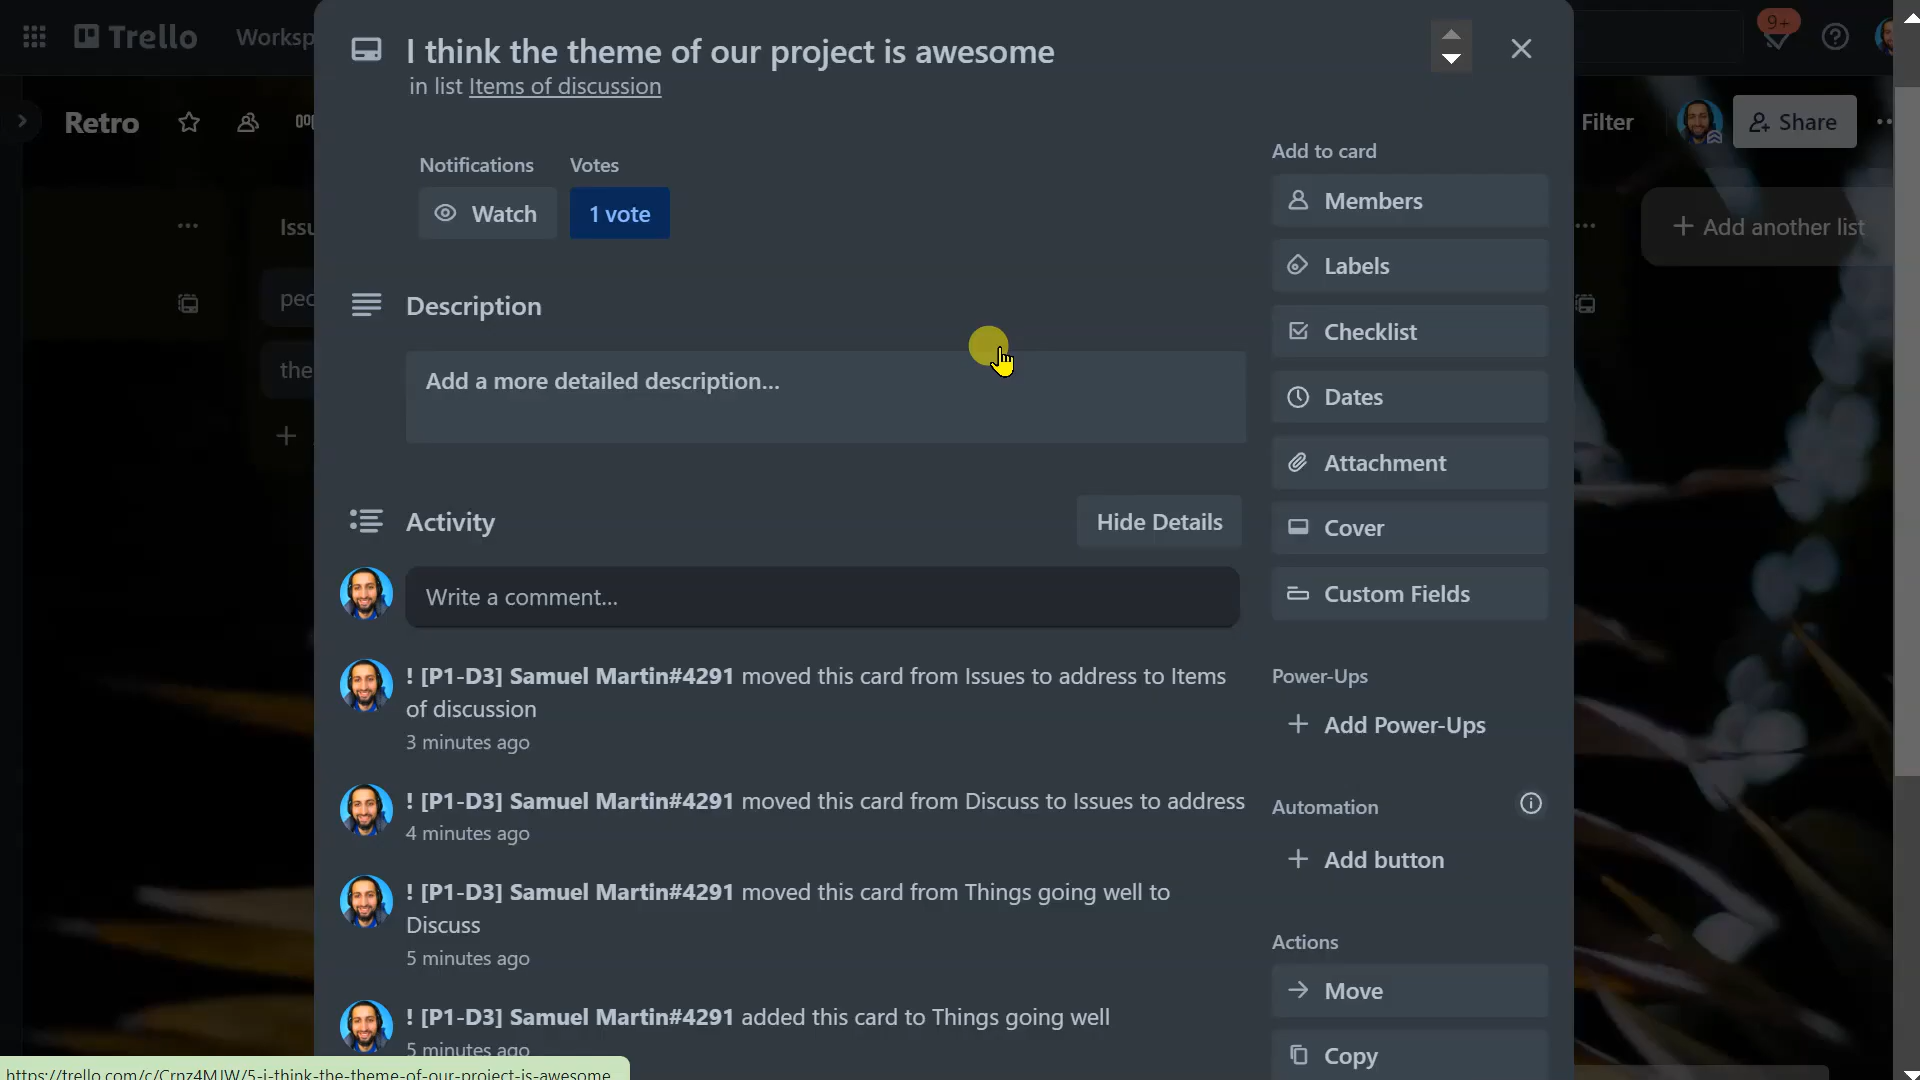 Trello
Worksp
9+
I think the theme of our project is awesome
in list Items of discussion
Retro
Filter
Share
Notifications
Votes
Watch
1 vote
Add to card
Members
Labels
Checklist
Dates
Attachment
Cover
Custom Fields
Issu
Add another list
peo
the
Description
Add a more detailed description...
Activity
Hide Details
Write a comment...
! [P1-D3] Samuel Martin#4291 moved this card from Issues to address to Items
of discussion
3 minutes ago
! [P1-D3] Samuel Martin#4291 moved this card from Discuss to Issues to address
4 minutes ago
! [P1-D3] Samuel Martin#4291 moved this card from Things going well to
Discuss
5 minutes ago
! [P1-D3] Samuel Martin#4291 added this card to Things going well
5 minutes ago
Power-Ups
Add Power-Ups
Automation
Add button
Actions
Move
Copy
https://trello.com/c/Crnz4MJW/5-i-think-the-theme-of-our-project-is-awesome